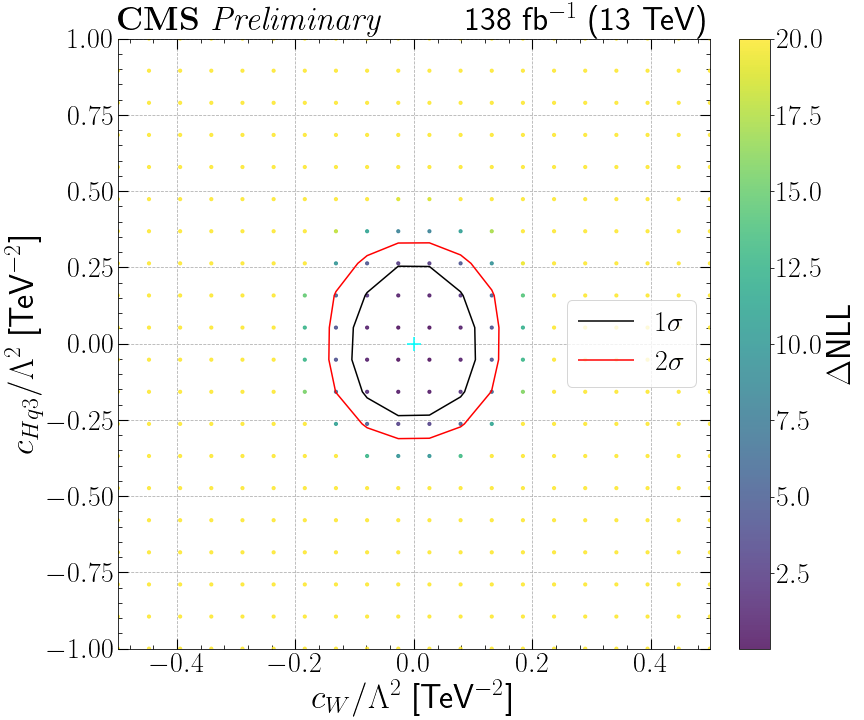 CMS Preliminary 138 fb⁻¹ (13 TeV)
1.00
0.75
0.50
0.25
0.00
−0.25
−0.50
−0.75
−1.00
c_{Hq3}/Λ² [TeV⁻²]
1σ
2σ
−0.4 −0.2 0.0 0.2 0.4
c_W/Λ² [TeV⁻²]
20.0
17.5
15.0
12.5
10.0
7.5
5.0
2.5
ΔNLL